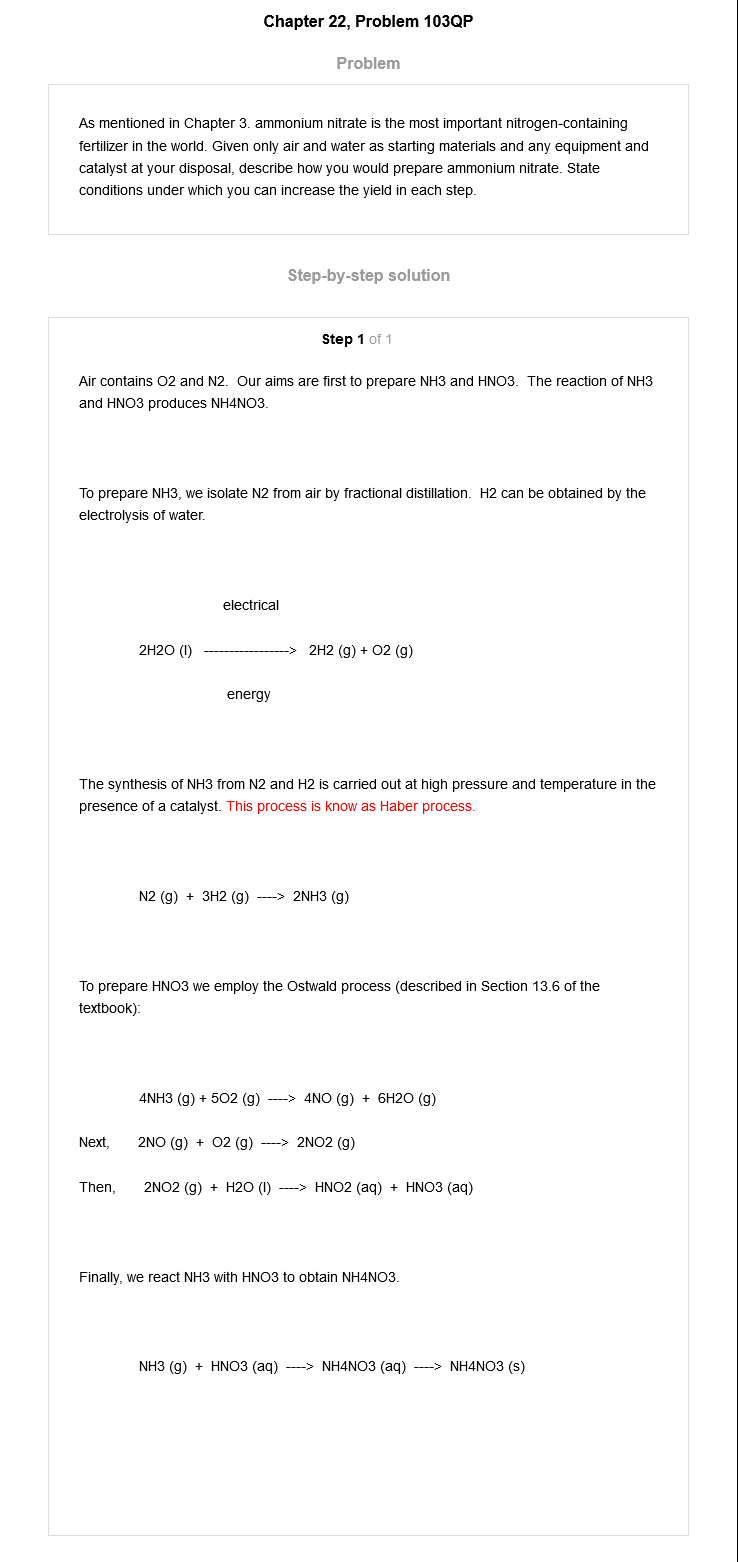 Chapter 22, Problem 103QP
Problem
As mentioned in Chapter 3. ammonium nitrate is the most important nitrogen-containing
fertilizer in the world. Given only air and water as starting materials and any equipment and
catalyst at your disposal, describe how you would prepare ammonium nitrate. State
conditions under which you can increase the yield in each step.
Step-by-step solution
Step 1 of 1
Air contains O2 and N2.  Our aims are first to prepare NH3 and HNO3.  The reaction of NH3
and HNO3 produces NH4NO3.
To prepare NH3, we isolate N2 from air by fractional distillation.  H2 can be obtained by the
electrolysis of water.
electrical
2H2O (l)   ----------------->   2H2 (g) + O2 (g)
energy
The synthesis of NH3 from N2 and H2 is carried out at high pressure and temperature in the
presence of a catalyst. This process is know as Haber process.
N2 (g)  +  3H2 (g)  ---->  2NH3 (g)
To prepare HNO3 we employ the Ostwald process (described in Section 13.6 of the
textbook):
4NH3 (g) + 5O2 (g)  ---->  4NO (g)  +  6H2O (g)
Next,       2NO (g)  +  O2 (g)  ---->  2NO2 (g)
Then,       2NO2 (g)  +  H2O (l)  ---->  HNO2 (aq)  +  HNO3 (aq)
Finally, we react NH3 with HNO3 to obtain NH4NO3.
NH3 (g)  +  HNO3 (aq)  ---->  NH4NO3 (aq)  ---->  NH4NO3 (s)